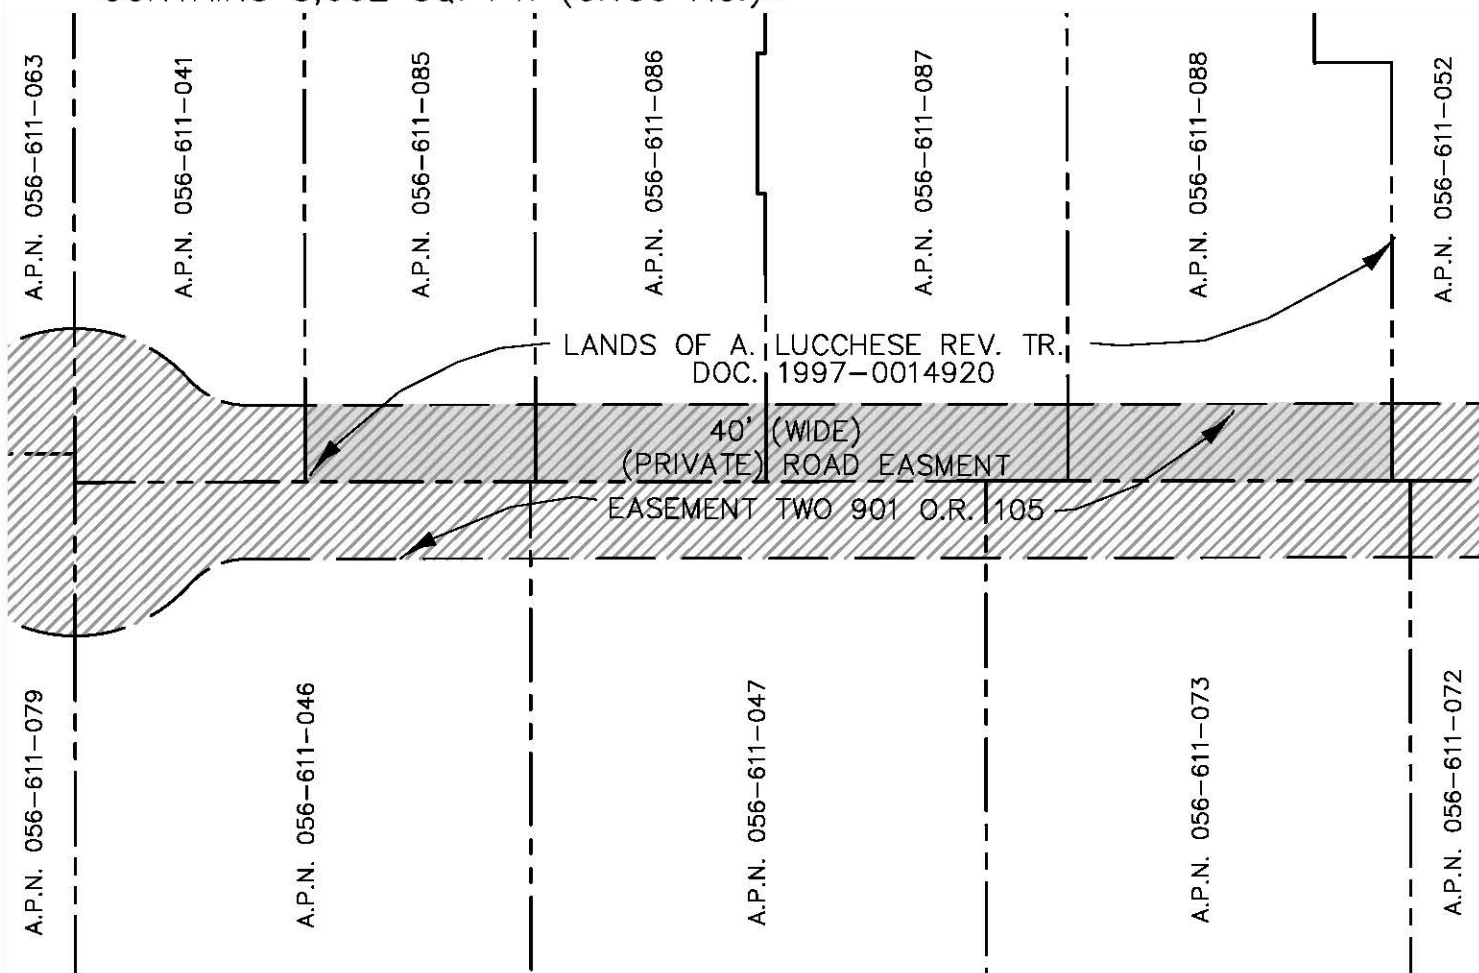 A.P.N. 056-611-063
A.P.N. 056-611-041
A.P.N. 056-611-085
A.P.N. 056-611-086
A.P.N. 056-611-087
A.P.N. 056-611-088
A.P.N. 056-611-052
LANDS OF A. LUCCHESE REV. TR.
DOC. 1997-0014920
40' (WIDE)
(PRIVATE) ROAD EASMENT
EASEMENT TWO 901 O.R. 105
A.P.N. 056-611-079
A.P.N. 056-611-046
A.P.N. 056-611-047
A.P.N. 056-611-073
A.P.N. 056-611-072